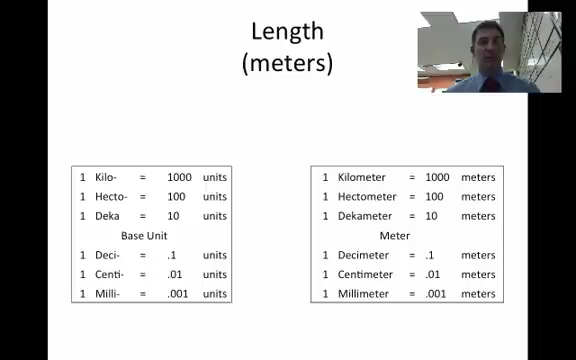 Length
(meters)
1 Kilo- = 1000 units
1 Hecto- = 100 units
1 Deka = 10 units
Base Unit
1 Deci- = .1 units
1 Centi- = .01 units
1 Milli- = .001 units
1 Kilometer = 1000 meters
1 Hectometer = 100 meters
1 Dekameter = 10 meters
Meter
1 Decimeter = .1 meters
1 Centimeter = .01 meters
1 Millimeter = .001 meters